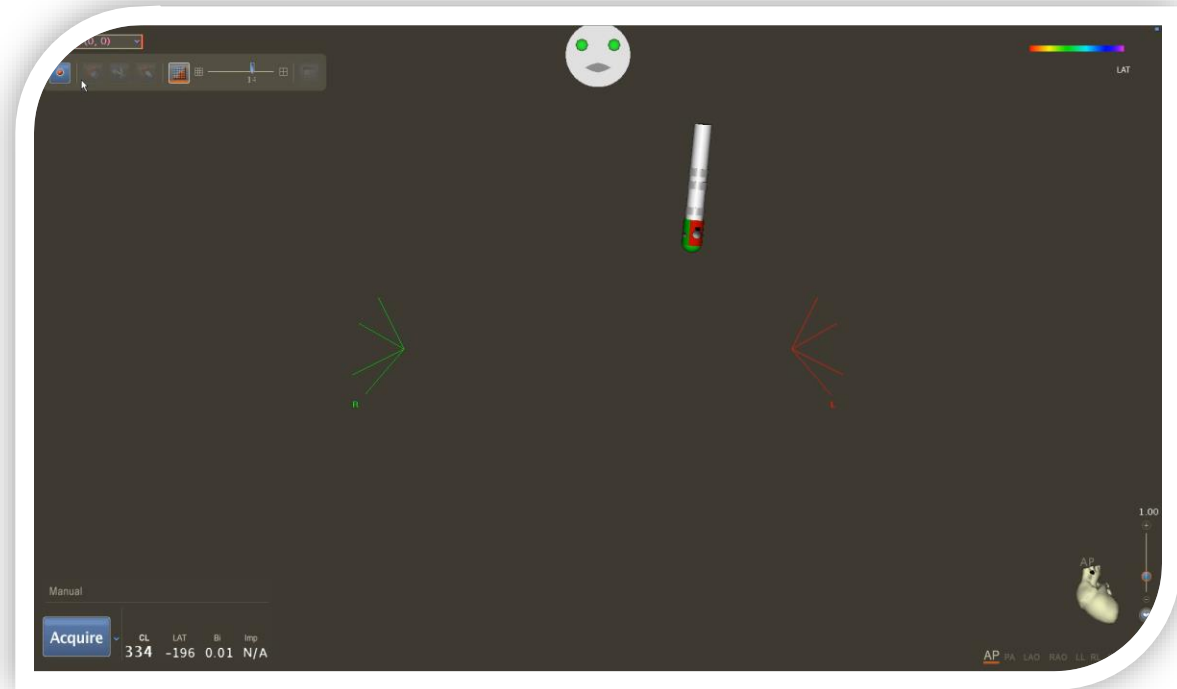 (0, 0)
LAT
R
L
1.00
AP
Manual
Acquire
CL LAT Bi Imp
334 -196 0.01 N/A
AP PA LAO RAO LL RL